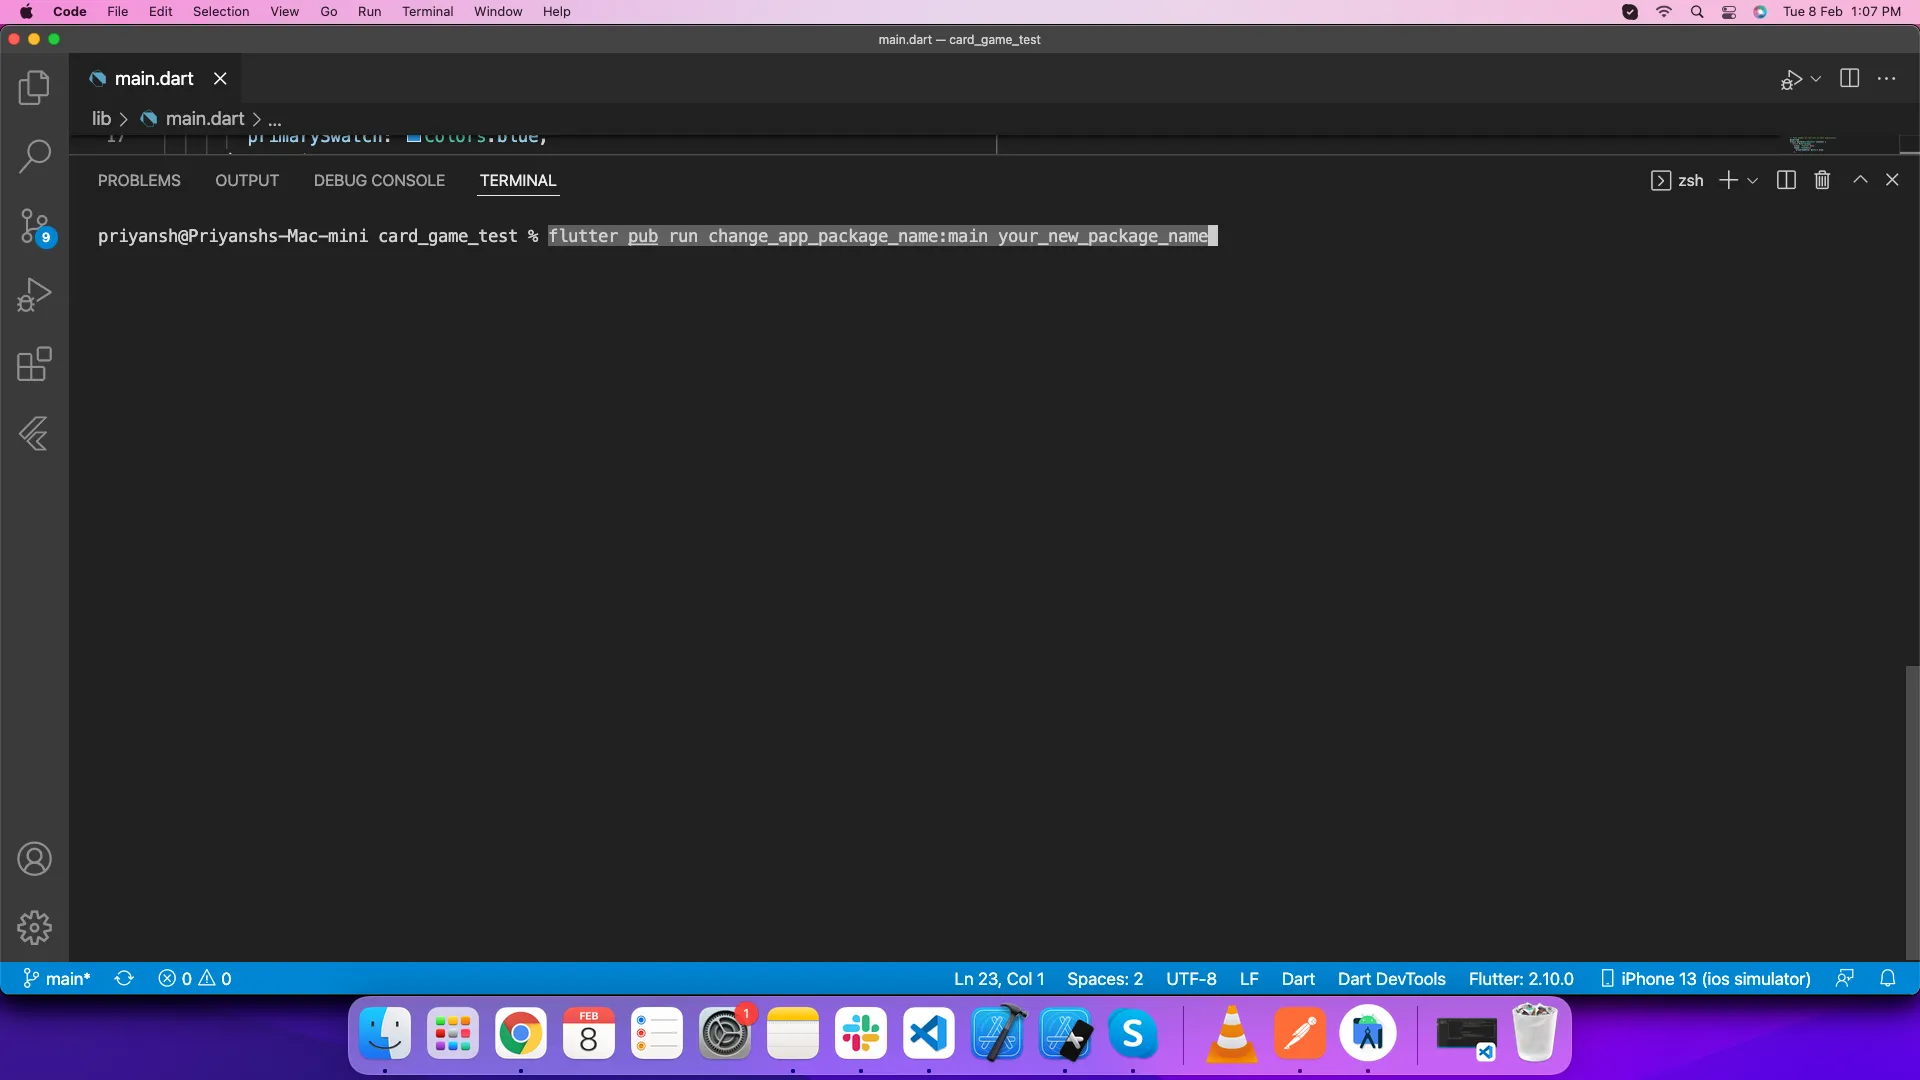 Code File Edit Selection View Go Run Terminal Window Help Tue 8 Feb 1:07 PM
main.dart — card_game_test
main.dart
lib > main.dart > ...
17 primarySwatch: Colors.blue,
PROBLEMS OUTPUT DEBUG CONSOLE TERMINAL zsh
priyansh@Priyanshs-Mac-mini card_game_test % flutter pub run change_app_package_name:main your_new_package_name
9
main* 0 0 Ln 23, Col 1 Spaces: 2 UTF-8 LF Dart Dart DevTools Flutter: 2.10.0 iPhone 13 (ios simulator)
FEB
8
1
S